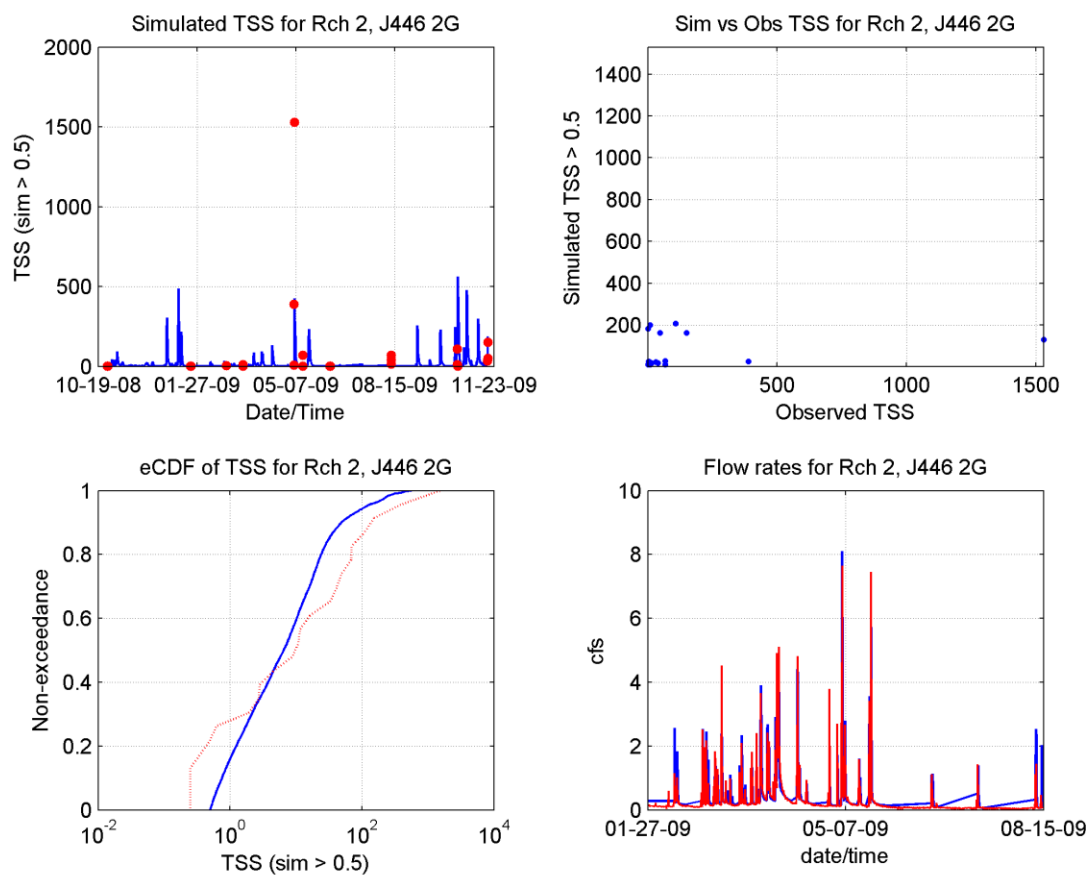 Simulated TSS for Rch 2, J446 2G
2000
1500
1000
500
0
TSS (sim > 0.5)
10-19-08 01-27-09 05-07-09 08-15-09 11-23-09
Date/Time
Sim vs Obs TSS for Rch 2, J446 2G
1400
1200
1000
800
600
400
200
Simulated TSS > 0.5
500 1000 1500
Observed TSS
eCDF of TSS for Rch 2, J446 2G
1
0.8
0.6
0.4
0.2
0
Non-exceedance
10^-2 10^0 10^2 10^4
TSS (sim > 0.5)
Flow rates for Rch 2, J446 2G
10
8
6
4
2
0
cfs
01-27-09 05-07-09 08-15-09
date/time